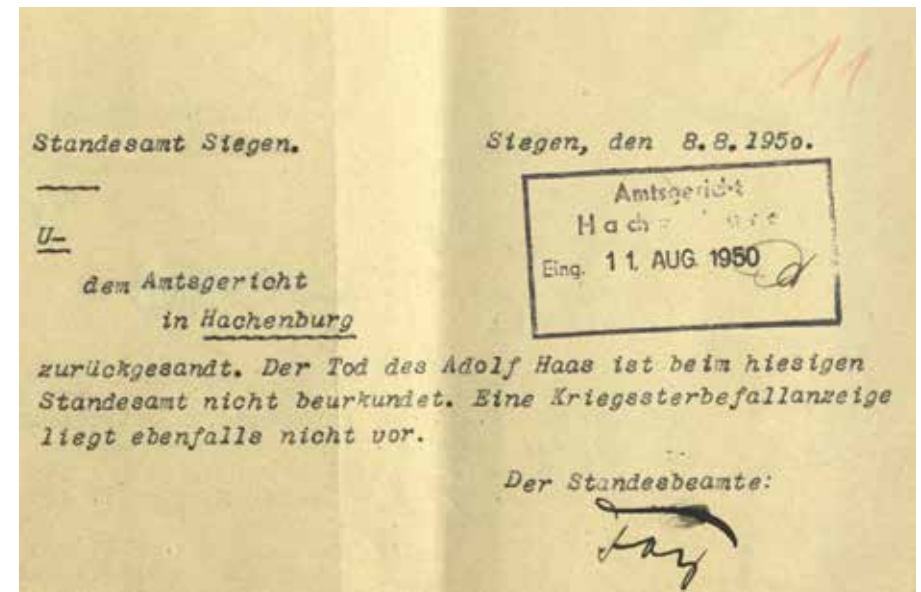 11
Standesamt Siegen.
Siegen, den 8.8.195o.
Amtsgericht
Eing. 11. AUG. 1950
U-
dem Amtsgericht
in Hachenburg
zurückgesandt. Der Tod des Adolf Haas ist beim hiesigen
Standesamt nicht beurkundet. Eine Kriegssterbefallanzeige
liegt ebenfalls nicht vor.
Der Standesbeamte: